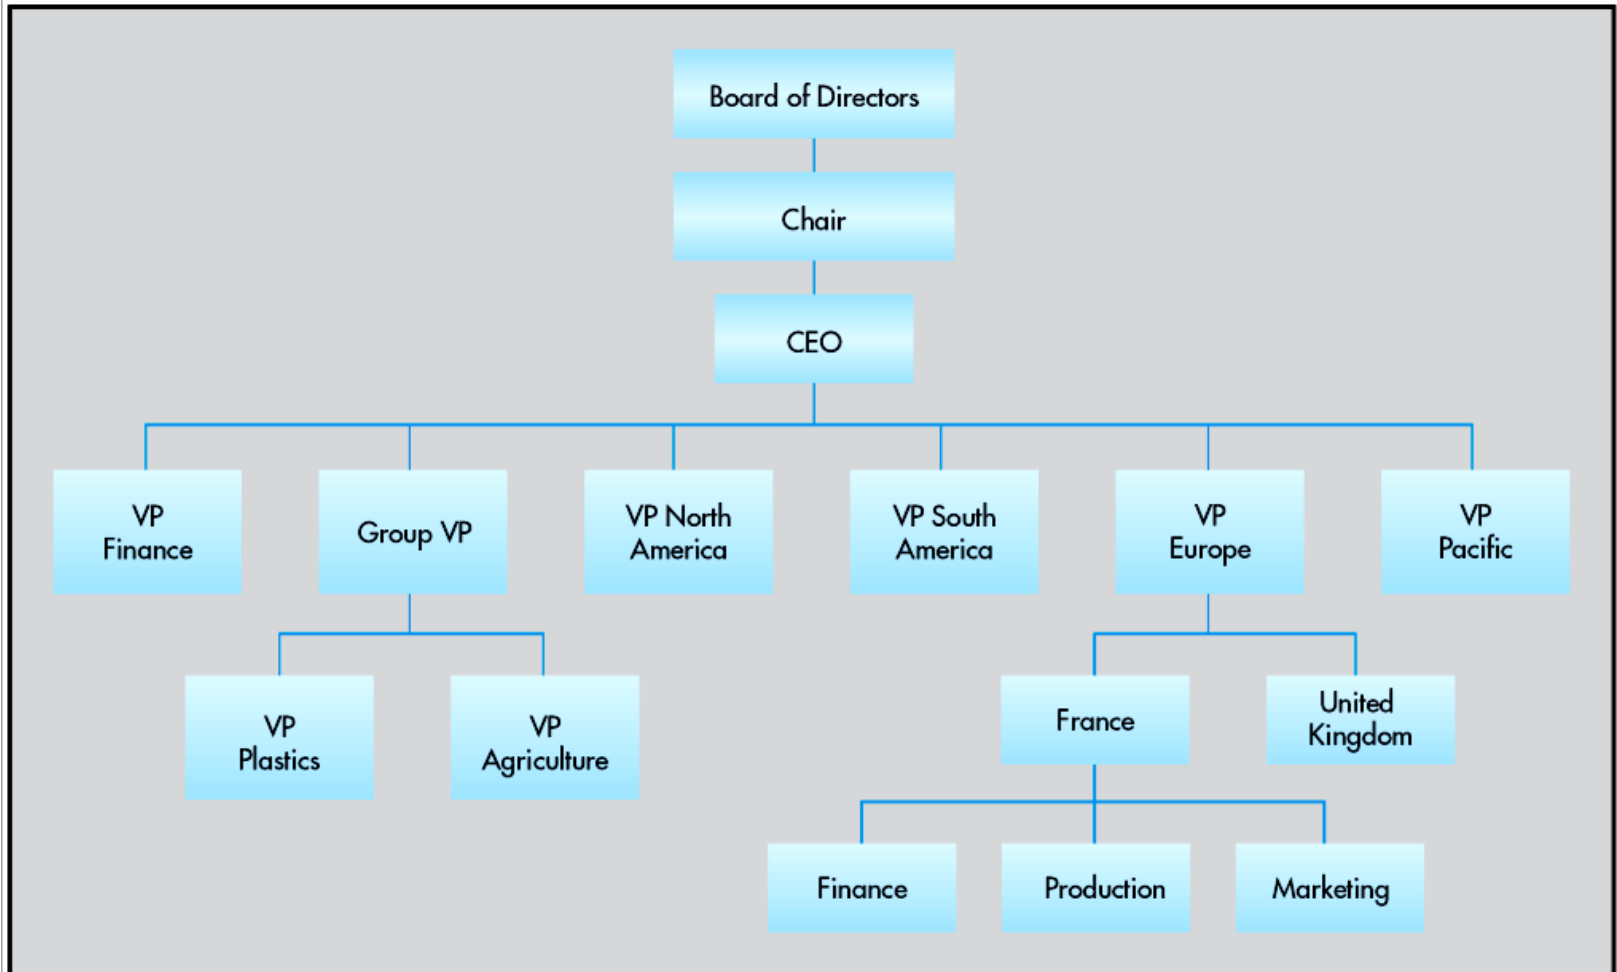 Board of Directors
Chair
CEO
VP
Finance
Group VP
VP North
America
VP South
America
VP
Europe
VP
Pacific
VP
Plastics
VP
Agriculture
France
United
Kingdom
Finance
Production
Marketing